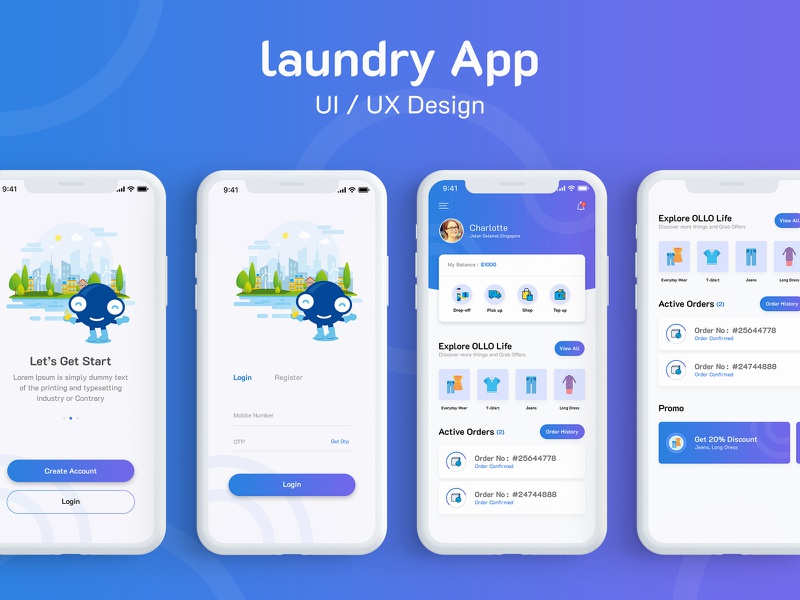 laundry App
UI / UX Design
9:41
Let's Get Start
Lorem Ipsum is simply dummy text
of the printing and typesetting
industry or Contrary
Create Account
Login
9:41
Login Register
Mobile Number
OTP Get Otp
Login
9:41
Charlotte
Jalan Selamat,Singapore
My Balance : $1000
Drop-off Pick up Shop Top up
Explore OLLO Life
Discover more things and Grab Offers
View All
Everyday Wear T-Shirt Jeans Long Dress
Active Orders (2) Order History
Order No : #25644778
Order Confirmed
Order No : #24744888
Order Confirmed
9:41
Explore OLLO Life
Discover more things and Grab Offers
View All
Everyday Wear T-Shirt Jeans Long Dress
Active Orders (2) Order History
Order No : #25644778
Order Confirmed
Order No : #24744888
Order Confirmed
Promo
Get 20% Discount
Jeans, Long Dress